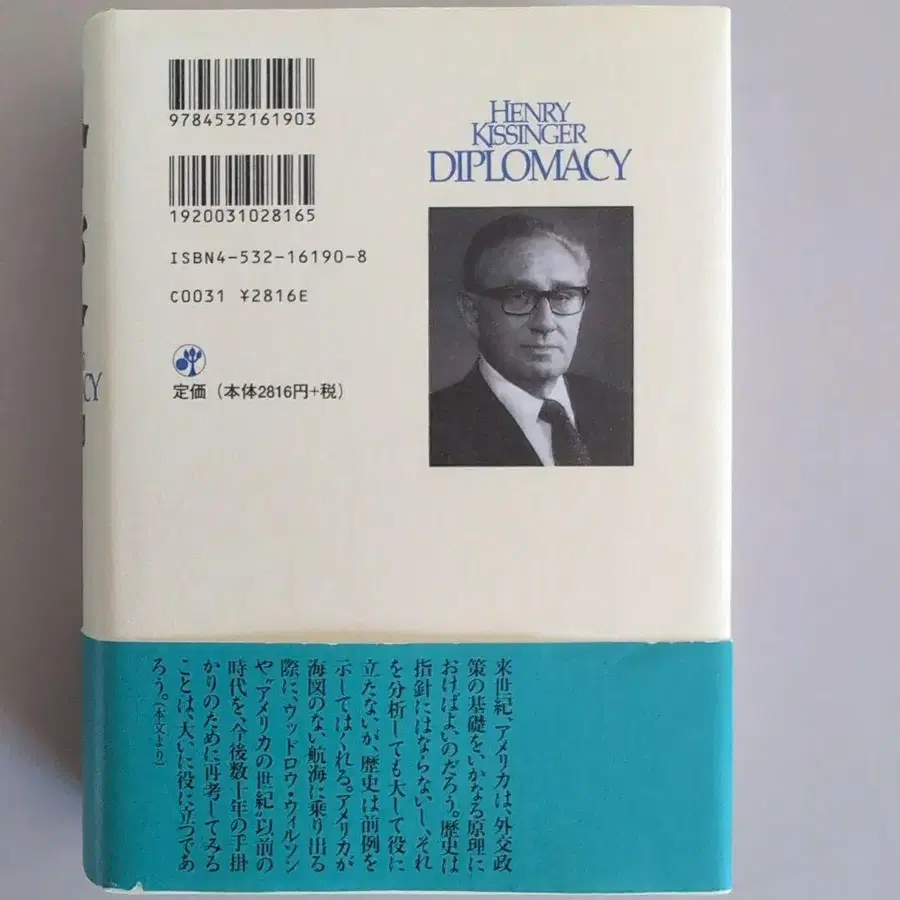 9784532161903
1920031028165
ISBN4-532-16190-8
C0031 ¥2816E
定価（本体2816円+税）
HENRY
KISSINGER
DIPLOMACY
来世紀、アメリカは、外交政
策の基礎をいかなる原理に
おけばよいのだろう。歴史は
指針にはならないし、それ
を分析しても大して役に
立たないが、歴史は前例を
示してはくれる。アメリカが
海図のない航海に乗り出る
際に、ウッドロウ・ウィルソン
や〝アメリカの世紀〟以前の
時代を、今後数十年の手掛
かりのために再考してみる
ことは、大いに役に立つであ
ろう。（本文より）